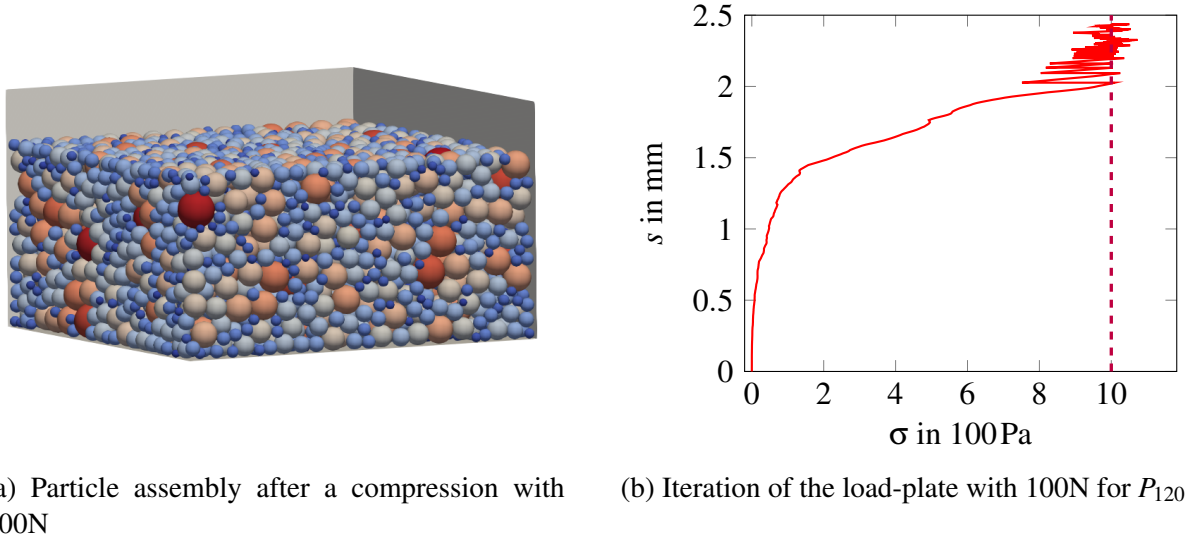 2.5
2
1.5
1
0.5
0
s in mm
0 2 4 6 8 10
σ in 100 Pa
a) Particle assembly after a compression with
00N
(b) Iteration of the load-plate with 100N for P120